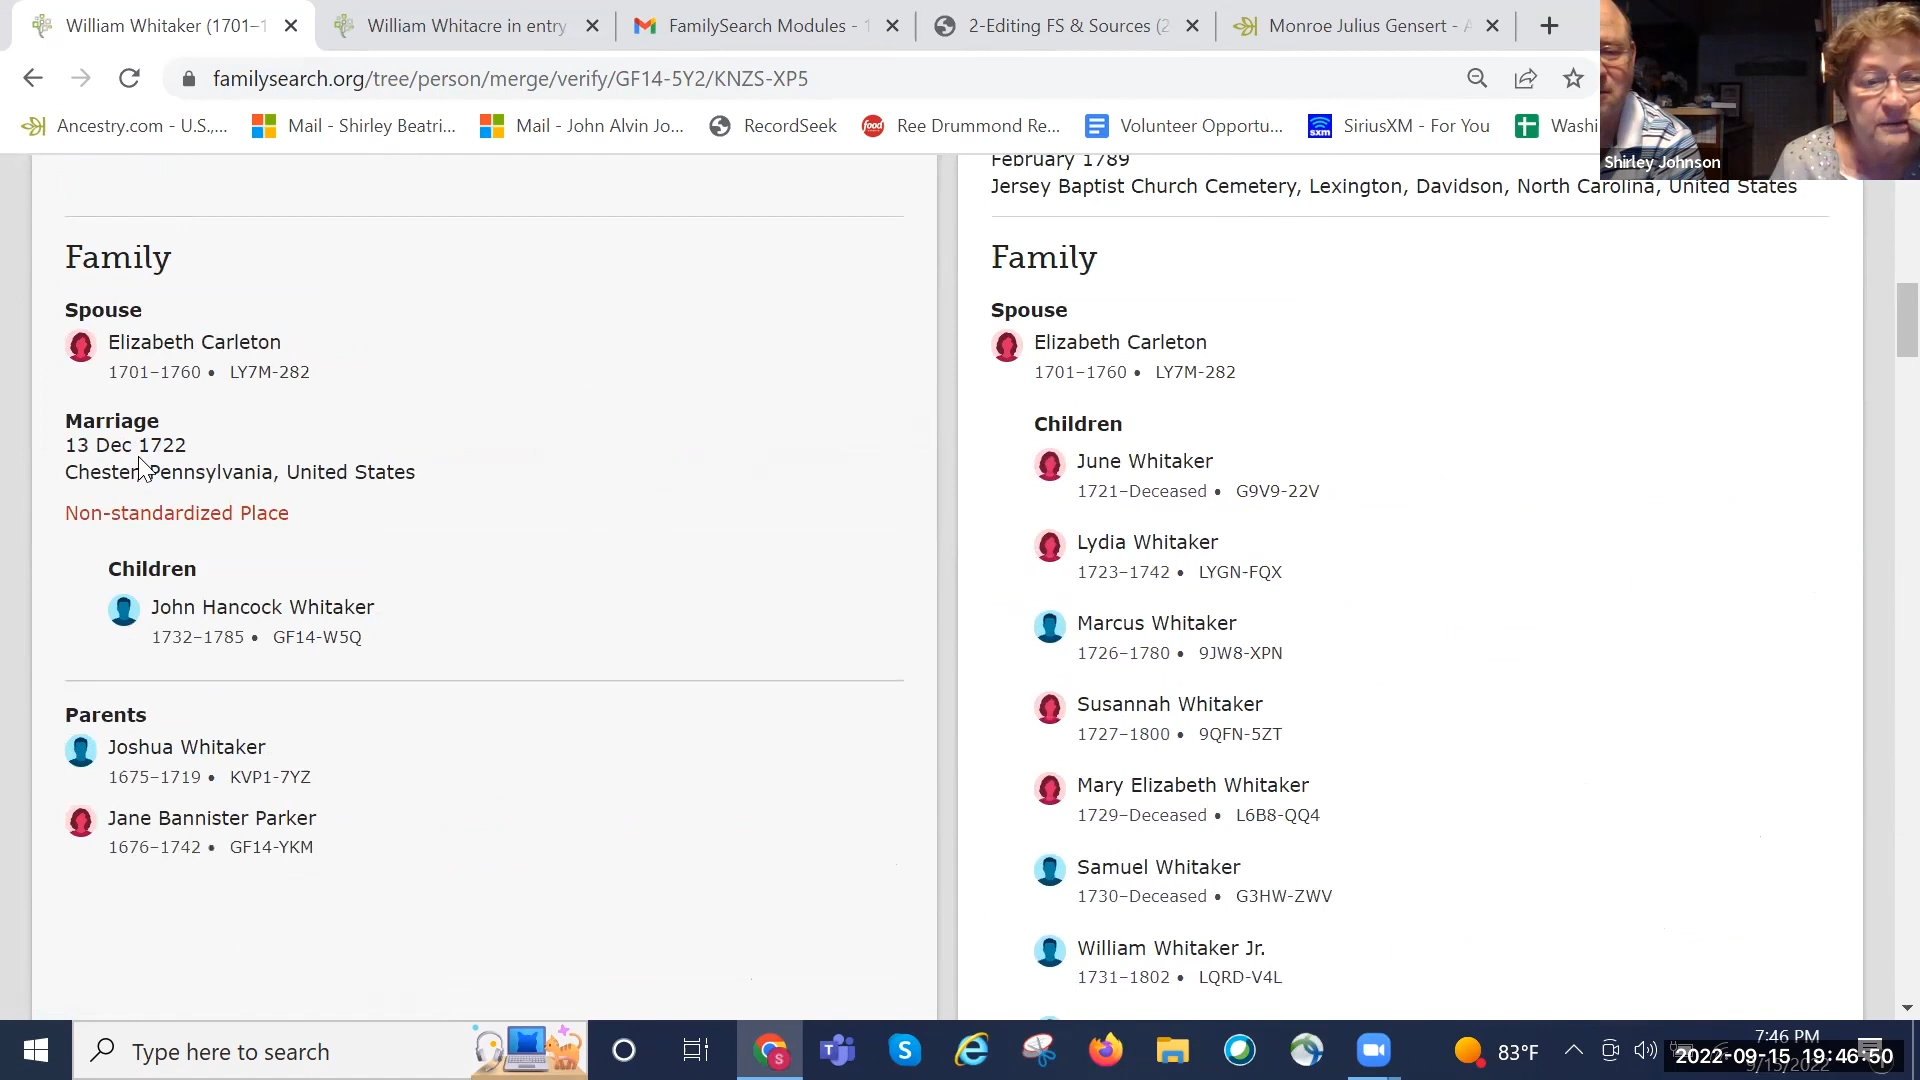 William Whitaker (1701–1
William Whitacre in entry
FamilySearch Modules - 1
2-Editing FS & Sources (2
Monroe Julius Gensert - A
familysearch.org/tree/person/merge/verify/GF14-5Y2/KNZS-XP5
Ancestry.com - U.S.,...
Mail - Shirley Beatri...
Mail - John Alvin Jo...
RecordSeek
food
Ree Drummond Re...
Volunteer Opportu...
sxm
SiriusXM - For You
Washi
Shirley Johnson
Family
Spouse
Elizabeth Carleton
1701–1760 • LY7M-282
Marriage
13 Dec 1722
Chester, Pennsylvania, United States
Non-standardized Place
Children
John Hancock Whitaker
1732–1785 • GF14-W5Q
Parents
Joshua Whitaker
1675–1719 • KVP1-7YZ
Jane Bannister Parker
1676–1742 • GF14-YKM
February 1789
Jersey Baptist Church Cemetery, Lexington, Davidson, North Carolina, United States
Family
Spouse
Elizabeth Carleton
1701–1760 • LY7M-282
Children
June Whitaker
1721–Deceased • G9V9-22V
Lydia Whitaker
1723–1742 • LYGN-FQX
Marcus Whitaker
1726–1780 • 9JW8-XPN
Susannah Whitaker
1727–1800 • 9QFN-5ZT
Mary Elizabeth Whitaker
1729–Deceased • L6B8-QQ4
Samuel Whitaker
1730–Deceased • G3HW-ZWV
William Whitaker Jr.
1731–1802 • LQRD-V4L
Type here to search
83°F
7:46 PM
9/15/2022
2022-09-15 19:46:50